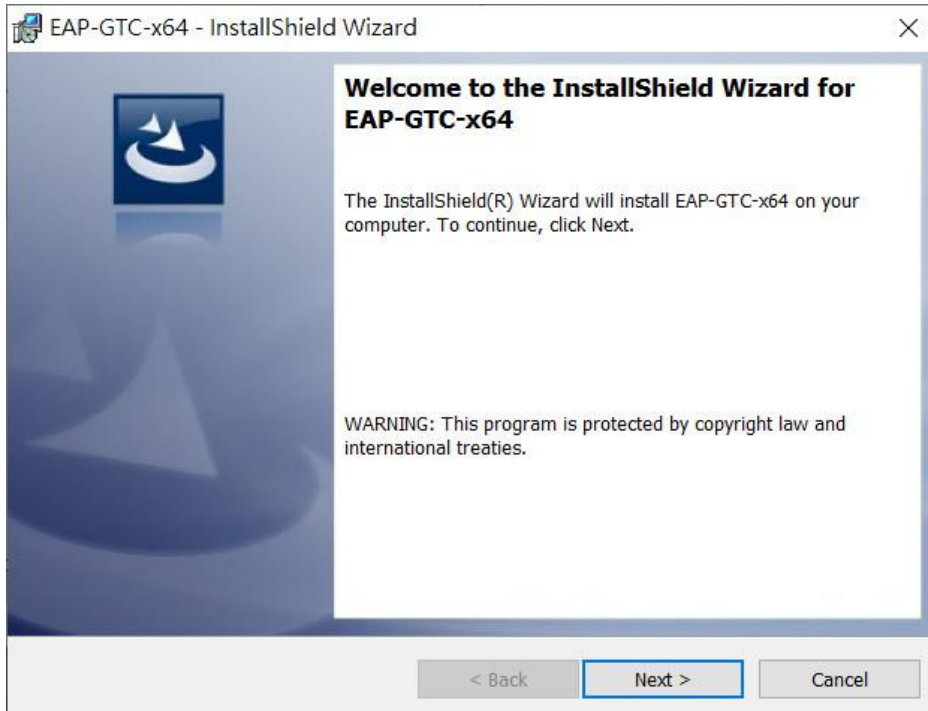 EAP-GTC-x64 - InstallShield Wizard
Welcome to the InstallShield Wizard for
EAP-GTC-x64
The InstallShield(R) Wizard will install EAP-GTC-x64 on your
computer. To continue, click Next.
WARNING: This program is protected by copyright law and
international treaties.
< Back
Next >
Cancel